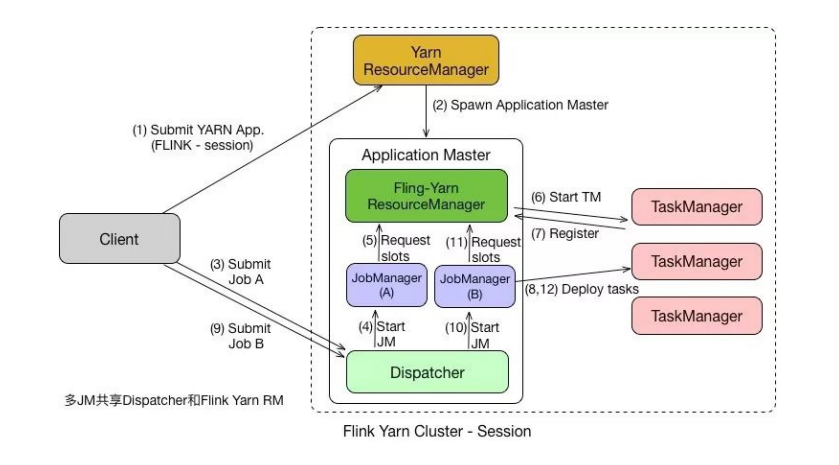 Yarn
ResourceManager
(2) Spawn Application Master
(1) Submit YARN App.
(FLINK - session)
Application Master
Fling-Yarn
ResourceManager
(6) Start TM
TaskManager
(7) Register
Client
(5) Request
slots
(11) Request
slots
(3) Submit
Job A
JobManager
(A)
JobManager
(B)
TaskManager
(8,12) Deploy tasks
(9) Submit
Job B
(4) Start
JM
(10) Start
JM
TaskManager
Dispatcher
多JM共享Dispatcher和Flink Yarn RM
Flink Yarn Cluster - Session